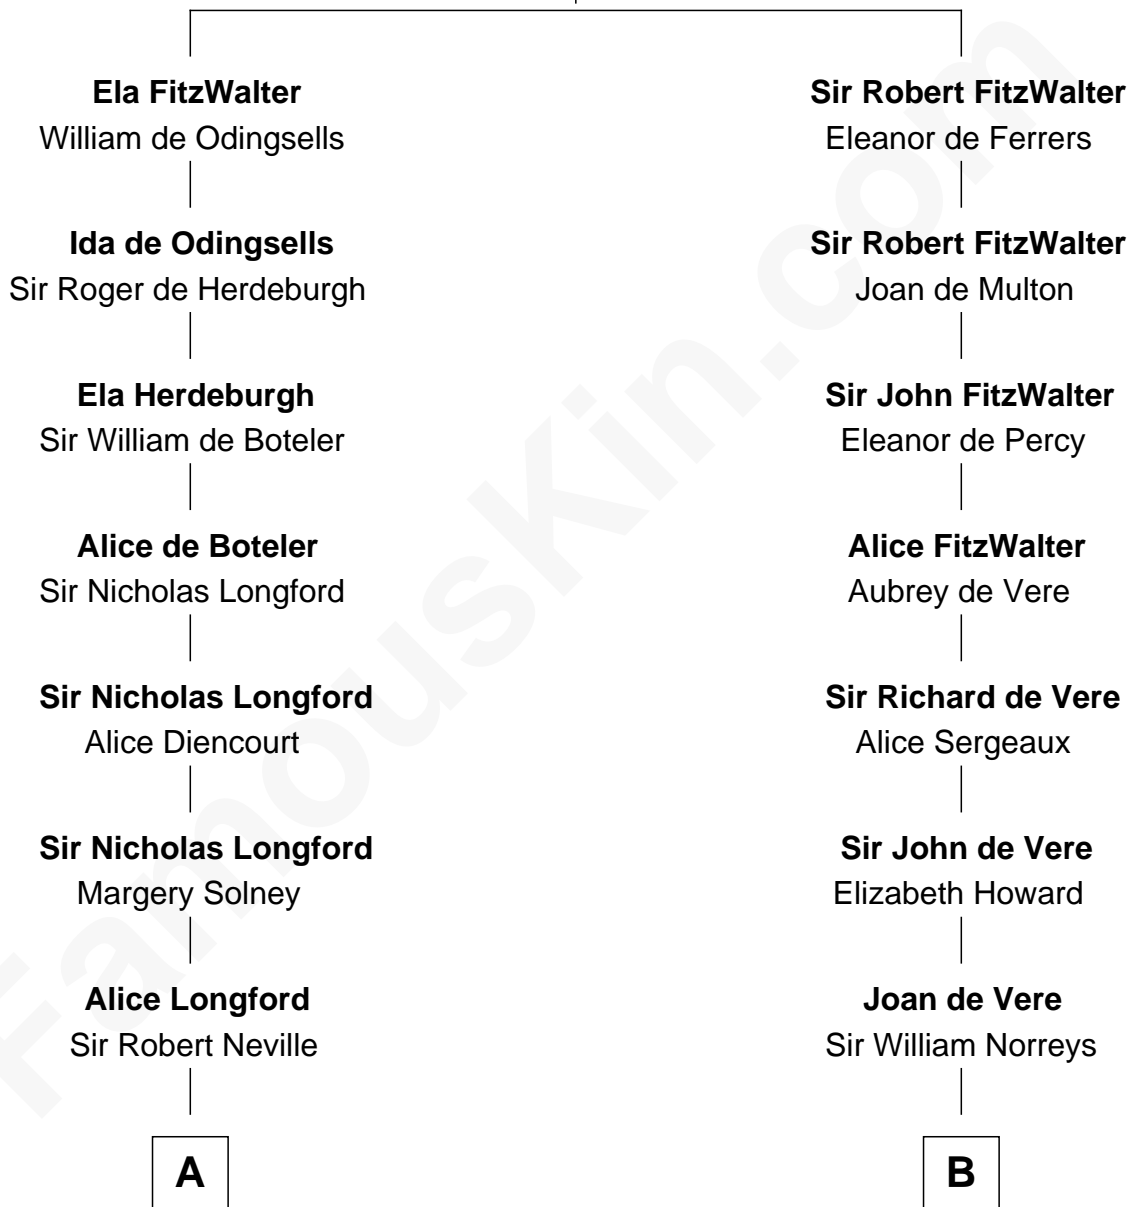 Ela FitzWalter
William de Odingsells
Ida de Odingsells
Sir Roger de Herdeburgh
Ela Herdeburgh
Sir William de Boteler
Alice de Boteler
Sir Nicholas Longford
Sir Nicholas Longford
Alice Diencourt
Sir Nicholas Longford
Margery Solney
Alice Longford
Sir Robert Neville
A
Sir Robert FitzWalter
Eleanor de Ferrers
Sir Robert FitzWalter
Joan de Multon
Sir John FitzWalter
Eleanor de Percy
Alice FitzWalter
Aubrey de Vere
Sir Richard de Vere
Alice Sergeaux
Sir John de Vere
Elizabeth Howard
Joan de Vere
Sir William Norreys
B
FamousKin.com